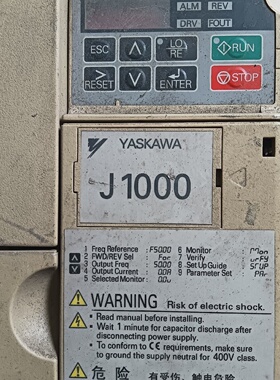 ALM REV
DRV FOUT
ESC
LO
RE
RUN
RESET
ENTER
STOP
YASKAWA
J1000
1 Freq Reference : F5000 6 Monitor
2 FWD/REV Sel : For 7 Verify
3 Output Freq : 5000 8 Set Up Guide
4 Output Current : 00A 9 Parameter Set
5 Selected Monitor
WARNING Risk of electric shock.
Read manual before installing.
Wait 1 minute for capacitor discharge after
disconnecting power supply.
To conform to CE requirements, make sure
to ground the supply neutral for 400V class.
危 险